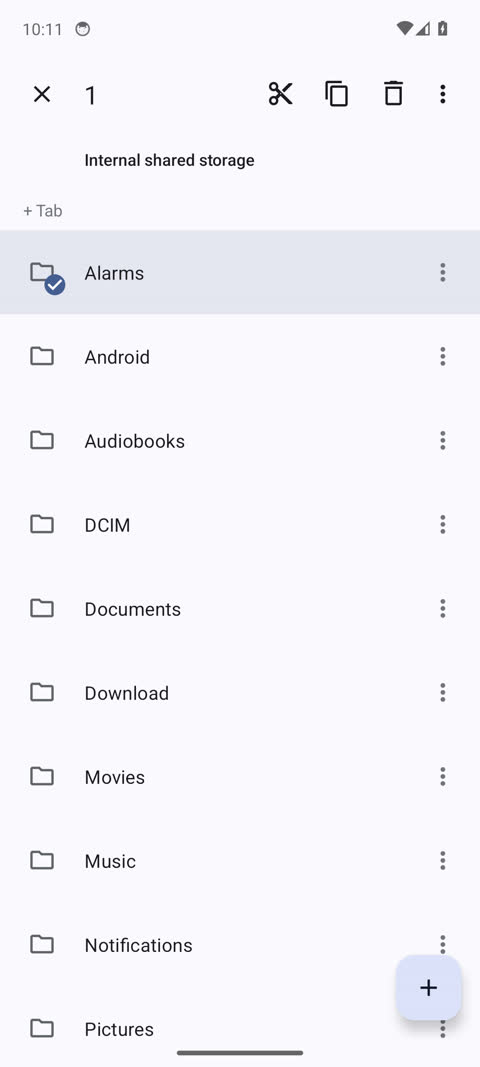 10:11
1
Internal shared storage
+ Tab
Alarms
Android
Audiobooks
DCIM
Documents
Download
Movies
Music
Notifications
Pictures